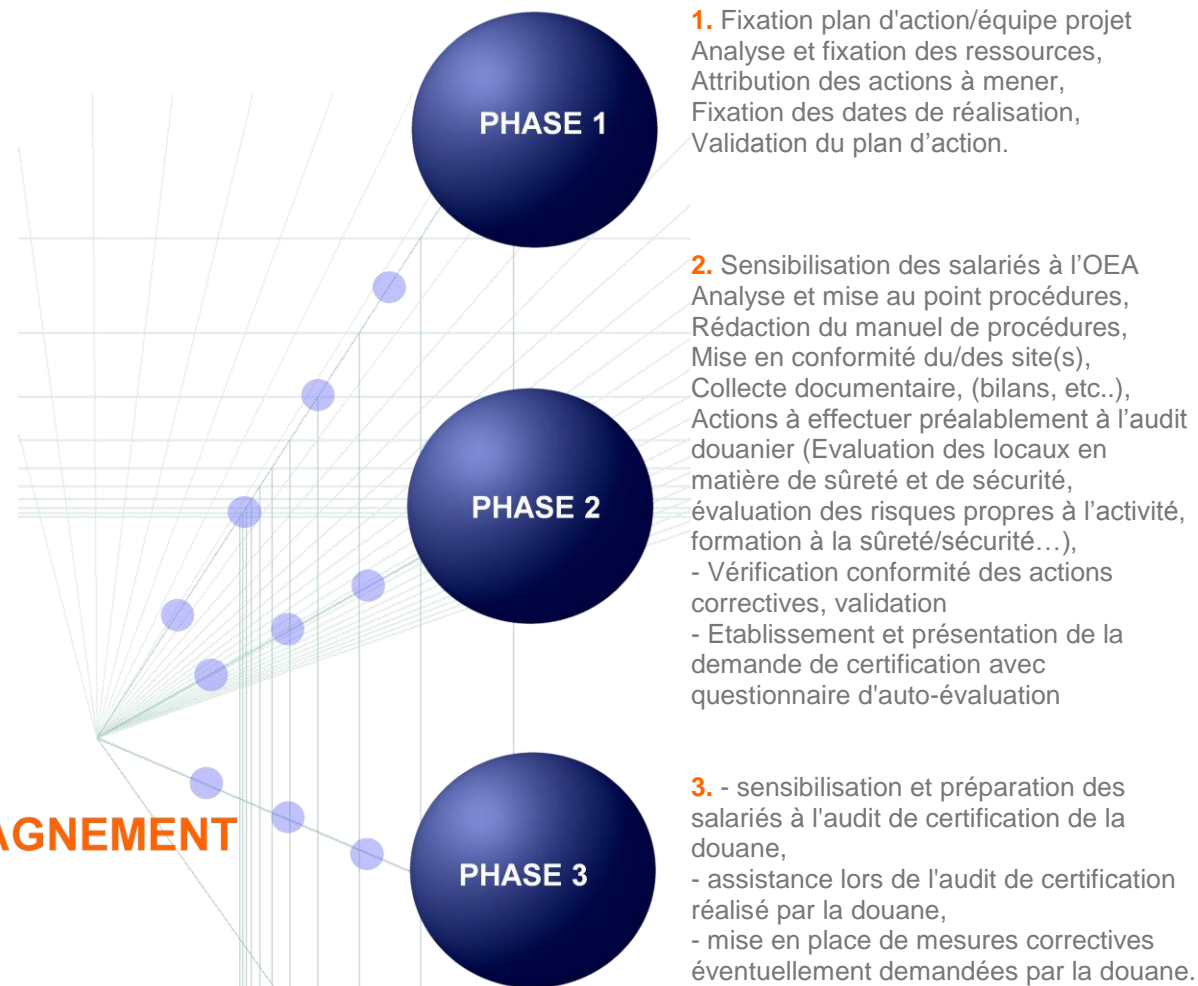 PHASE 1
1. Fixation plan d'action/équipe projet
Analyse et fixation des ressources,
Attribution des actions à mener,
Fixation des dates de réalisation,
Validation du plan d’action.
PHASE 2
2. Sensibilisation des salariés à l’OEA
Analyse et mise au point procédures,
Rédaction du manuel de procédures,
Mise en conformité du/des site(s),
Collecte documentaire, (bilans, etc..),
Actions à effectuer préalablement à l’audit
douanier (Evaluation des locaux en
matière de sûreté et de sécurité,
évaluation des risques propres à l’activité,
formation à la sûreté/sécurité…),
- Vérification conformité des actions
correctives, validation
- Etablissement et présentation de la
demande de certification avec
questionnaire d'auto-évaluation
AGNEMENT
PHASE 3
3. - sensibilisation et préparation des
salariés à l'audit de certification de la
douane,
- assistance lors de l'audit de certification
réalisé par la douane,
- mise en place de mesures correctives
éventuellement demandées par la douane.